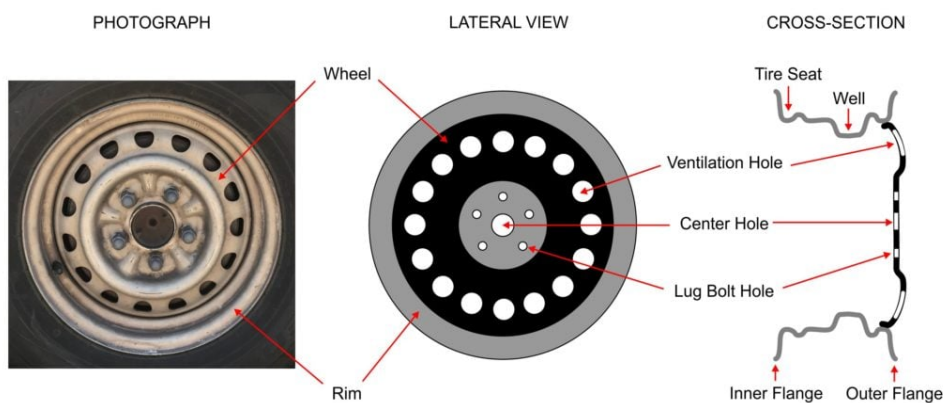 PHOTOGRAPH
LATERAL VIEW
CROSS-SECTION
Wheel
Tire Seat
Well
Ventilation Hole
Center Hole
Lug Bolt Hole
Rim
Inner Flange
Outer Flange